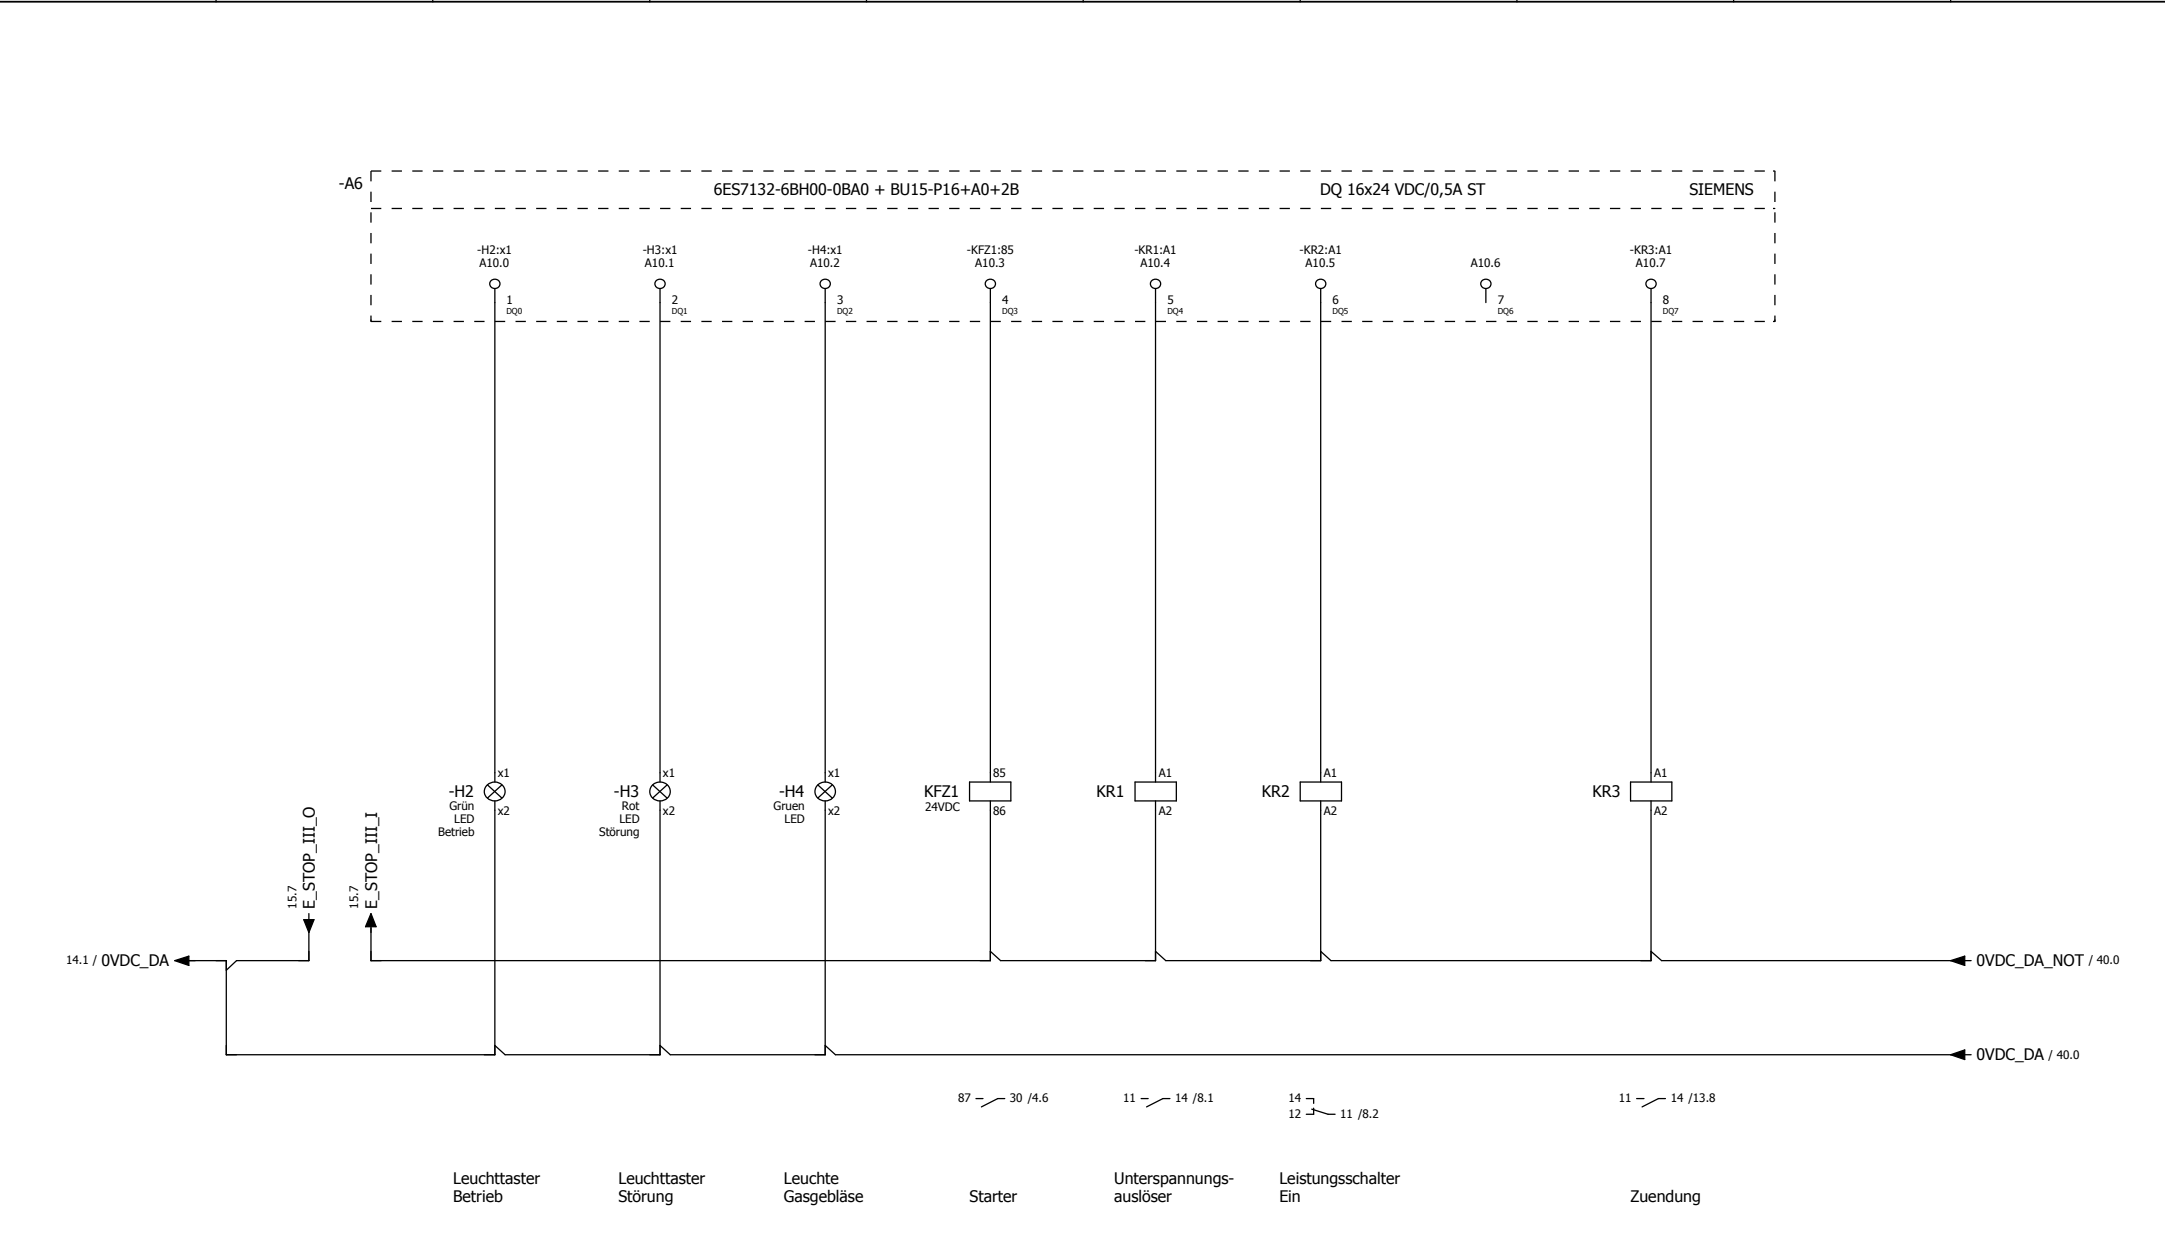 -A6
6ES7132-6BH00-0BA0 + BU15-P16+A0+2B
DQ 16x24 VDC/0,5A ST
SIEMENS
-H2:x1
A10.0
1
DQ0
-H3:x1
A10.1
2
DQ1
-H4:x1
A10.2
3
DQ2
-KFZ1:85
A10.3
4
DQ3
-KR1:A1
A10.4
5
DQ4
-KR2:A1
A10.5
6
DQ5
A10.6
7
DQ6
-KR3:A1
A10.7
8
DQ7
15.7
E_STOP_III_O
15.7
E_STOP_III_I
x1
-H2
Grün
LED
Betrieb
x2
x1
-H3
Rot
LED
Störung
x2
x1
-H4
Gruen
LED
x2
85
KFZ1
24VDC
86
A1
KR1
A2
A1
KR2
A2
A1
KR3
A2
14.1 / 0VDC_DA
0VDC_DA_NOT / 40.0
0VDC_DA / 40.0
87
30 /4.6
11
14 /8.1
14
12
11 /8.2
11
14 /13.8
Leuchttaster
Betrieb
Leuchttaster
Störung
Leuchte
Gasgebläse
Starter
Unterspannungs-
auslöser
Leistungsschalter
Ein
Zuendung